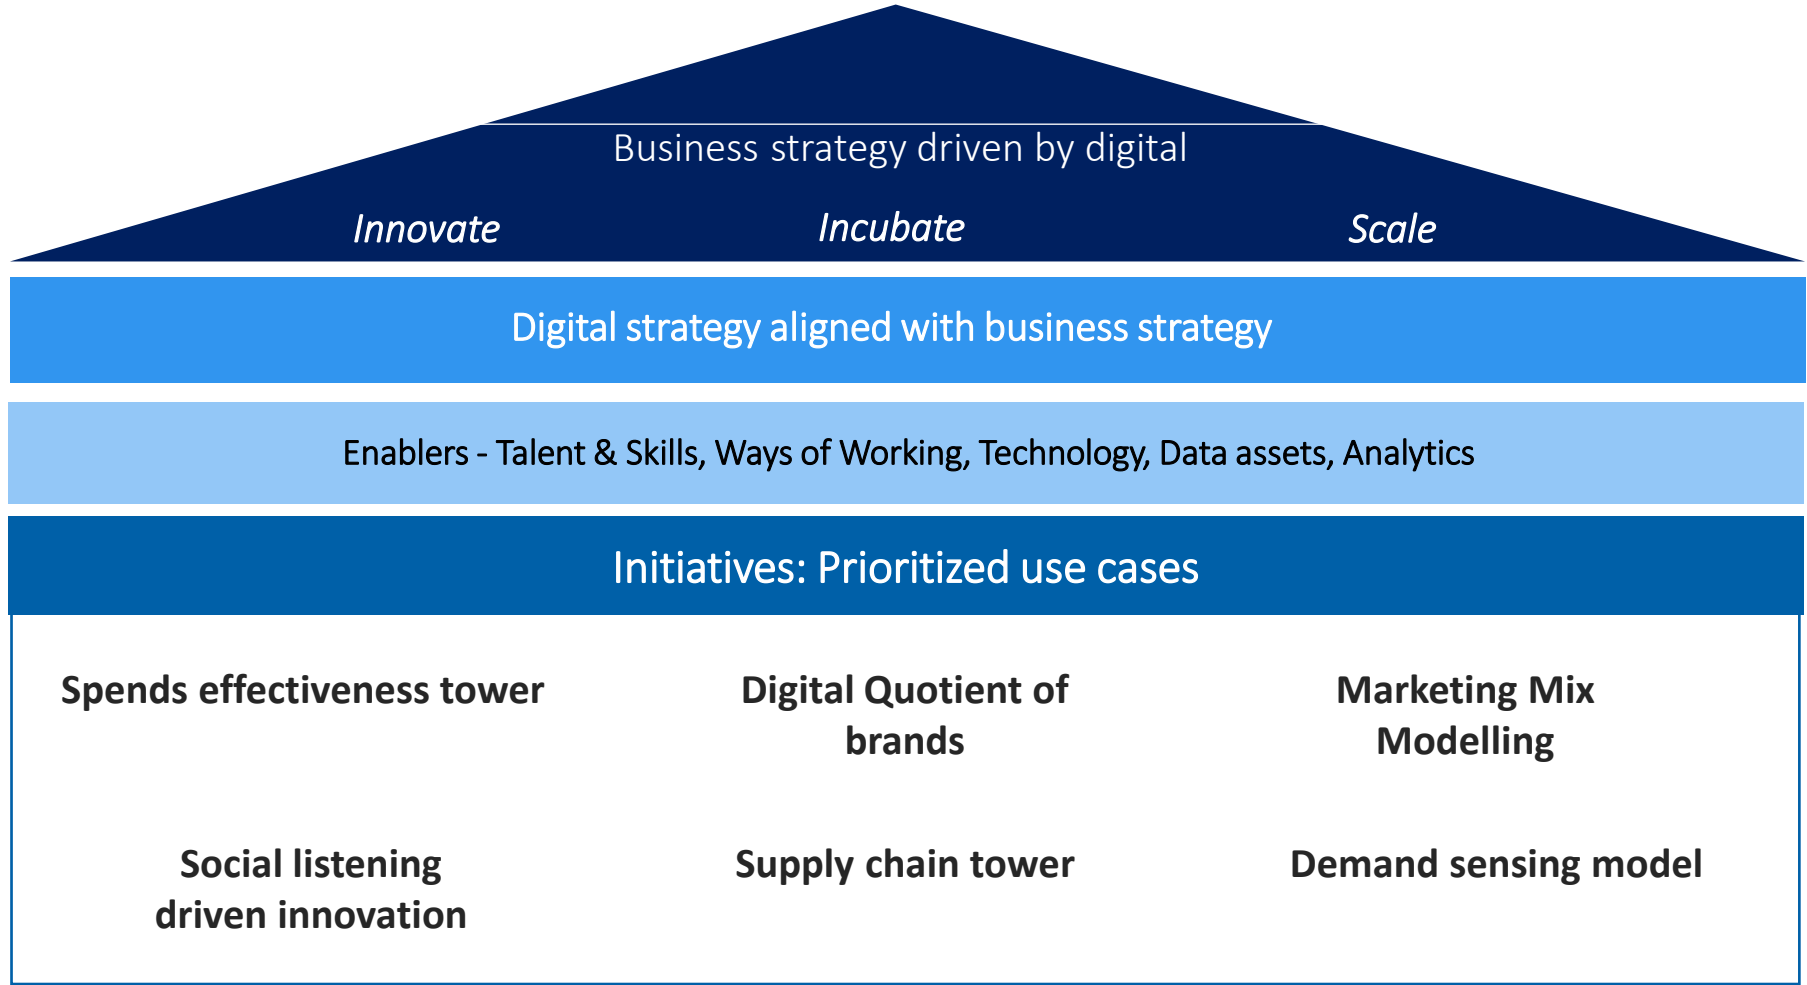 Business strategy driven by digital
Innovate Incubate Scale
Digital strategy aligned with business strategy
Enablers - Talent & Skills, Ways of Working, Technology, Data assets, Analytics
Initiatives: Prioritized use cases
Spends effectiveness tower
Digital Quotient of
brands
Marketing Mix
Modelling
Social listening
driven innovation
Supply chain tower
Demand sensing model